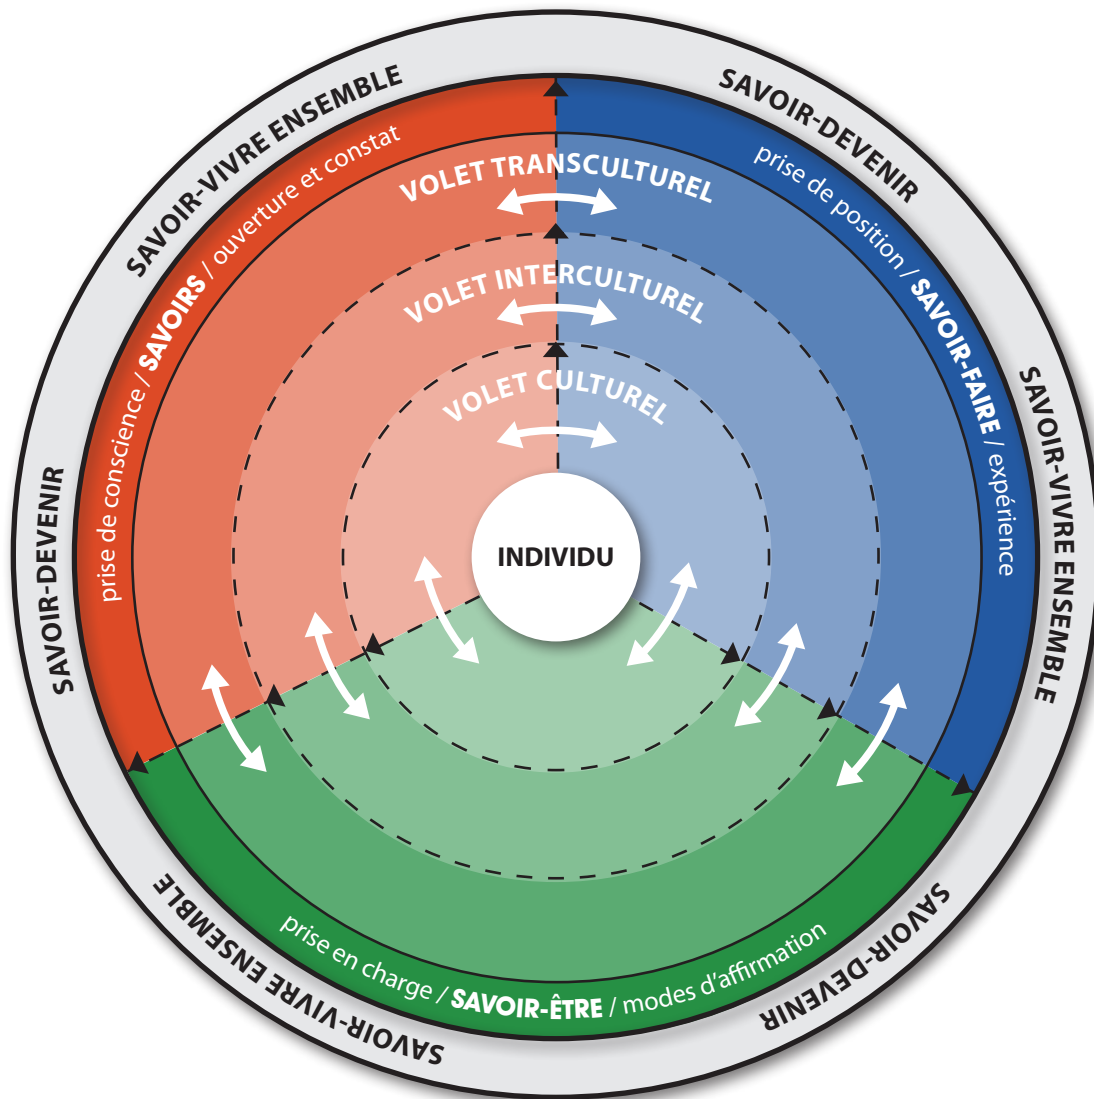 SAVOIR-VIVRE ENSEMBLE
SAVOIR-DEVENIR
prise de conscience / SAVOIRS / ouverture et constat
prise de position / SAVOIR-FAIRE / expérience
VOLET TRANSCULTUREL
VOLET INTERCULTUREL
VOLET CULTUREL
INDIVIDU
SAVOIR-DEVENIR
SAVOIR-VIVRE ENSEMBLE
prise en charge / SAVOIR-ÊTRE / modes d'affirmation
SAVOIR-VIVRE ENSEMBLE
SAVOIR-DEVENIR